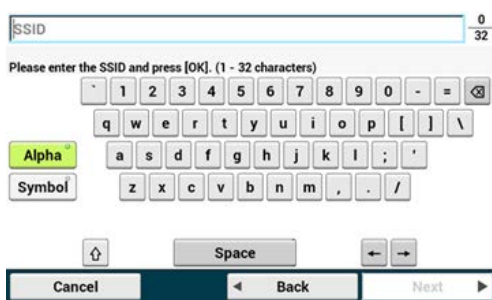 SSID
0
32
Please enter the SSID and press [OK]. (1 - 32 characters)
` 1 2 3 4 5 6 7 8 9 0 - =
q w e r t y u i o p [ ] \
Alpha a s d f g h j k l ; '
Symbol z x c v b n m , . /
Space
Cancel Back Next